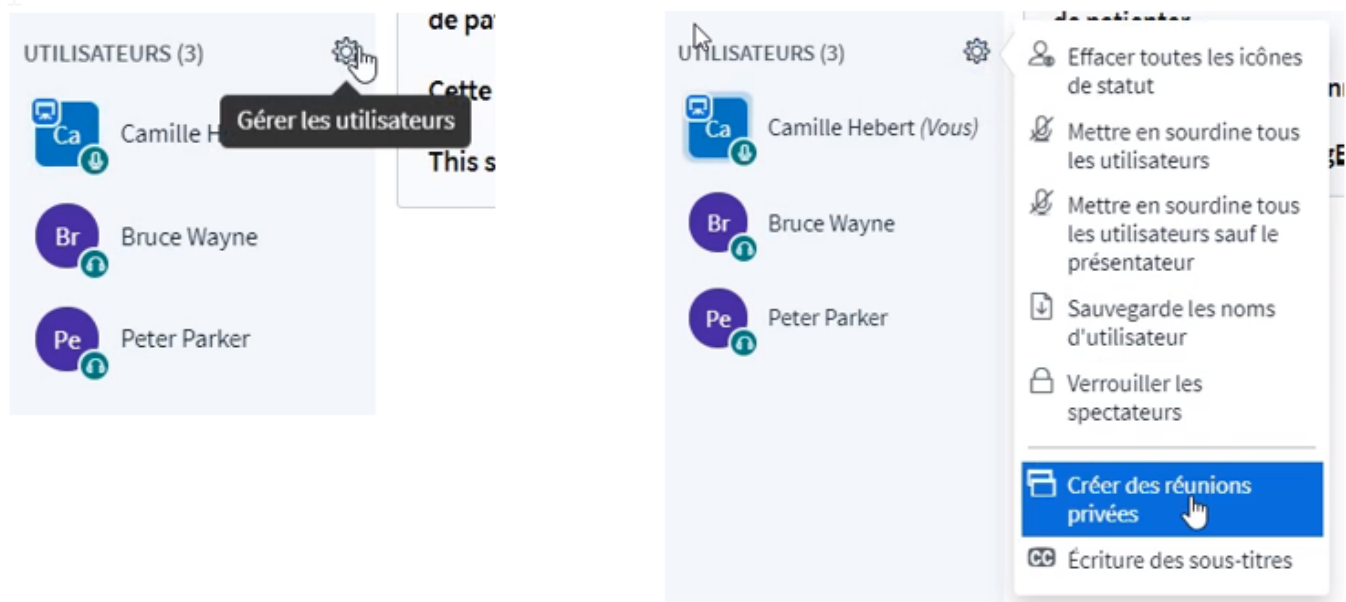 de pa
UTILISATEURS (3)
Cette
Gérer les utilisateurs
Ca
Camille H
This s
Br
Bruce Wayne
Pe
Peter Parker
de patienter
UTILISATEURS (3)
Ca
Camille Hebert (Vous)
Br
Bruce Wayne
Pe
Peter Parker
Effacer toutes les icônes
de statut
Mettre en sourdine tous
les utilisateurs
Mettre en sourdine tous
les utilisateurs sauf le
présentateur
Sauvegarde les noms
d'utilisateur
Verrouiller les
spectateurs
Créer des réunions
privées
CC
Écriture des sous-titres